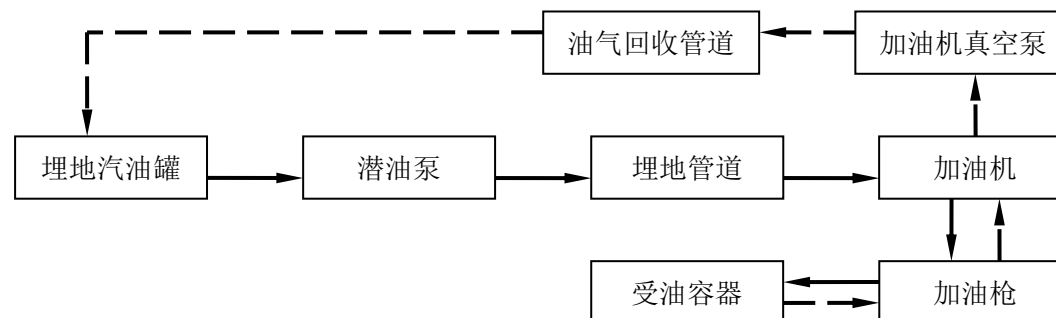 油气回收管道
加油机真空泵
埋地汽油罐
潜油泵
埋地管道
加油机
受油容器
加油枪